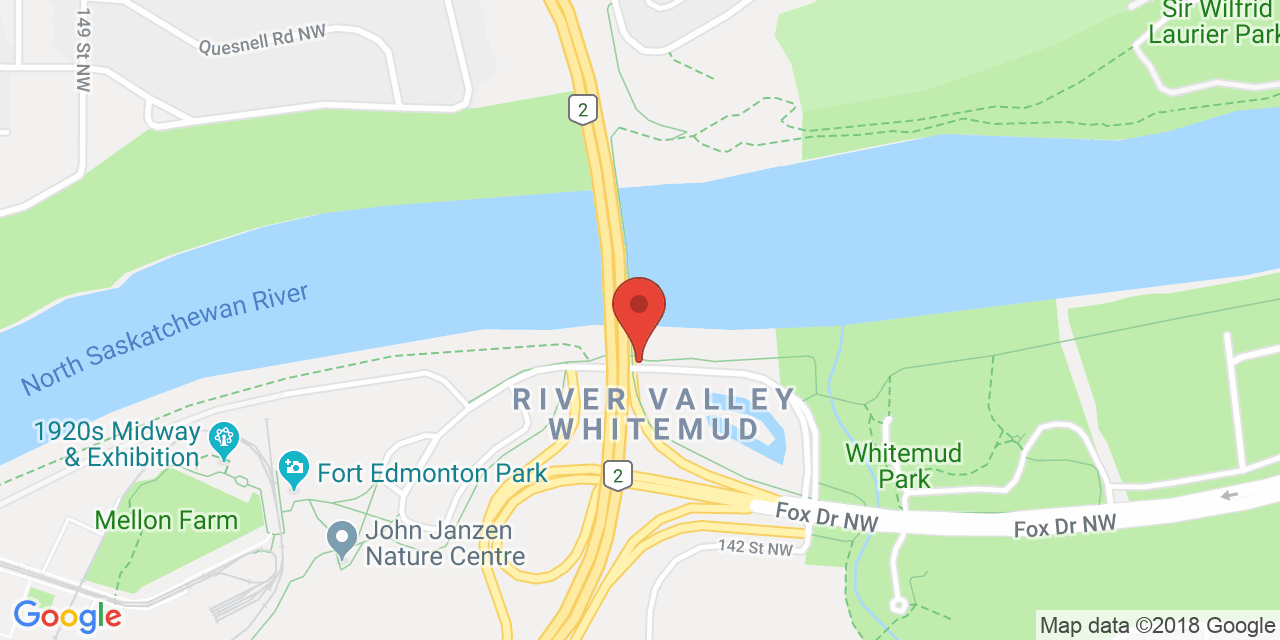 149 St NW
Quesnell Rd NW
2
Sir Wilfrid
Laurier Park
North Saskatchewan River
RIVER VALLEY
WHITEMUD
1920s Midway
& Exhibition
Fort Edmonton Park
2
Whitemud
Park
Mellon Farm
John Janzen
Nature Centre
Fox Dr NW
Fox Dr NW
142 St NW
Google
Map data ©2018 Google